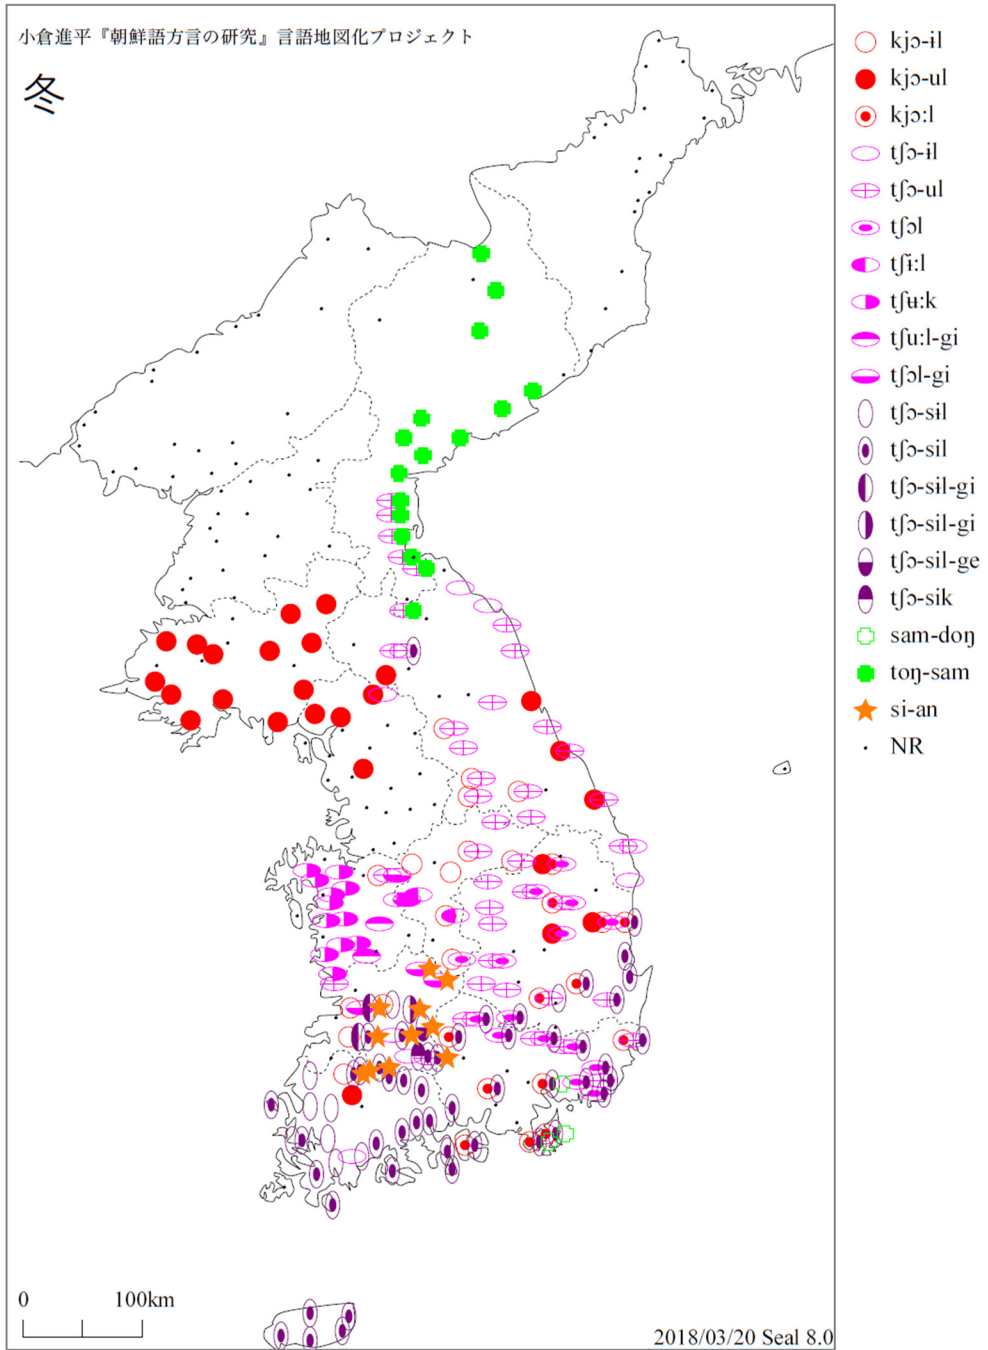 小倉進平『朝鮮語方言の研究』言語地図化プロジェクト
冬
kjɔ-ɨl
kjɔ-ul
kjɔ:l
tʃɔ-ɨl
tʃɔ-ul
tʃɔl
tʃɨ:l
tʃʉ:k
tʃu:l-gi
tʃɔl-gi
tʃɔ-sɨl
tʃɔ-sil
tʃɔ-sɨl-gi
tʃɔ-sil-gi
tʃɔ-sil-ge
tʃɔ-sik
sam-doŋ
toŋ-sam
si-an
NR
0 100km
2018/03/20 Seal 8.0